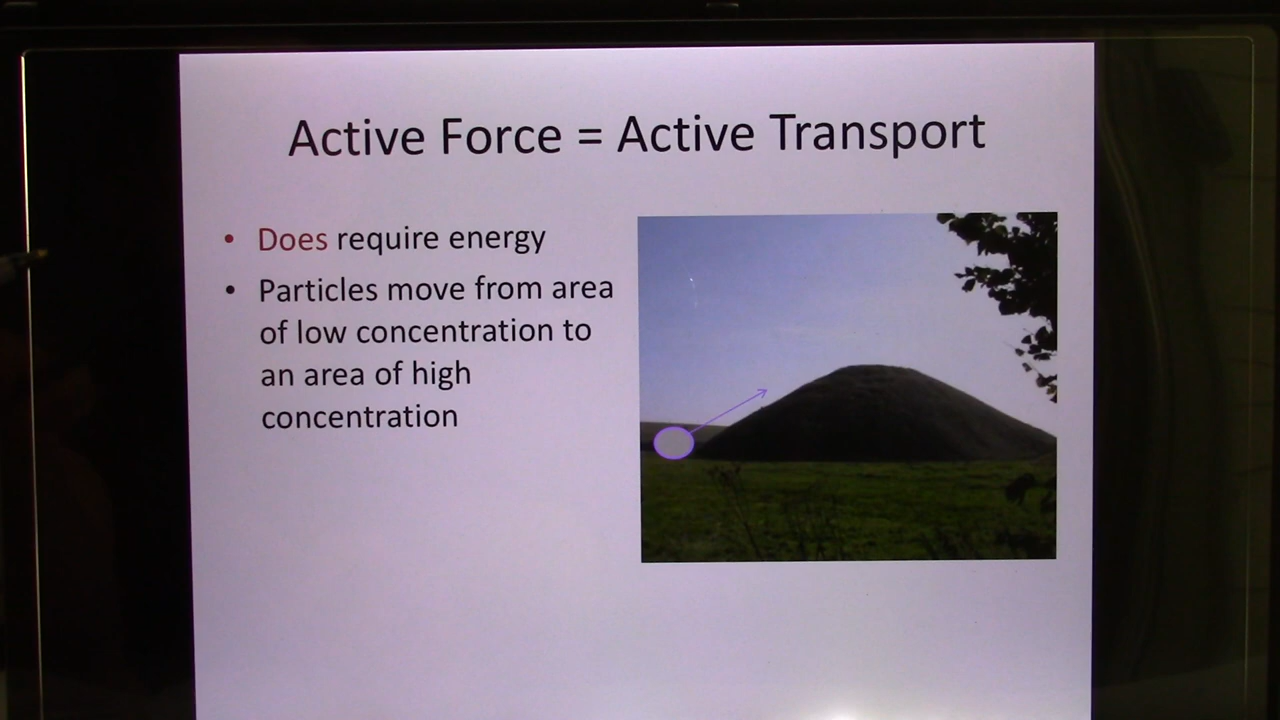 Active Force = Active Transport
• Does require energy
• Particles move from area
of low concentration to
an area of high
concentration